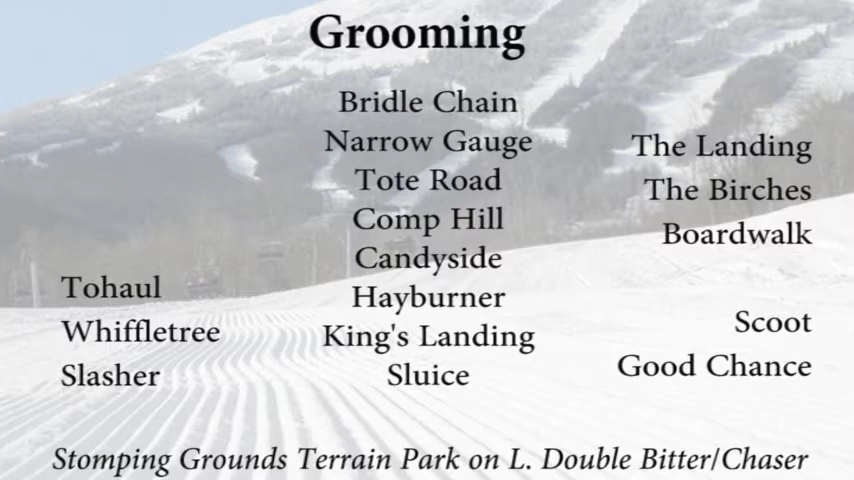 Grooming
Tohaul
Whiffletree
Slasher
Bridle Chain
Narrow Gauge
Tote Road
Comp Hill
Candyside
Hayburner
King's Landing
Sluice
The Landing
The Birches
Boardwalk
Scoot
Good Chance
Stomping Grounds Terrain Park on L. Double Bitter/Chaser